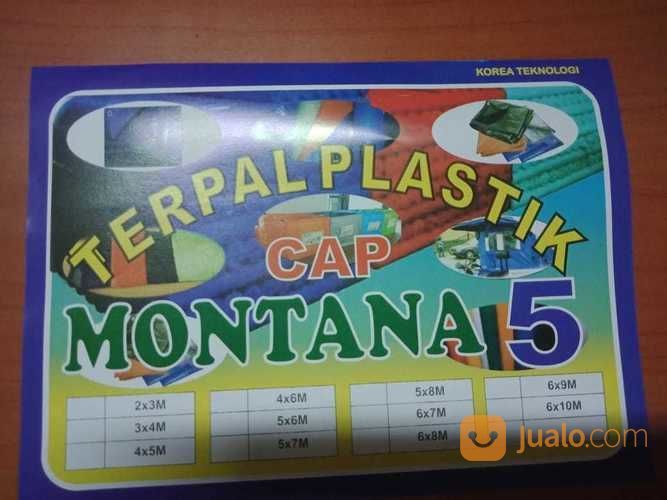 KOREA TEKNOLOGI
TERPAL PLASTIK
CAP
MONTANA 5
2x3M
3x4M
4x5M
4x6M
5x6M
5x7M
5x8M
6x7M
6x8M
6x9M
6x10M
jualo.com